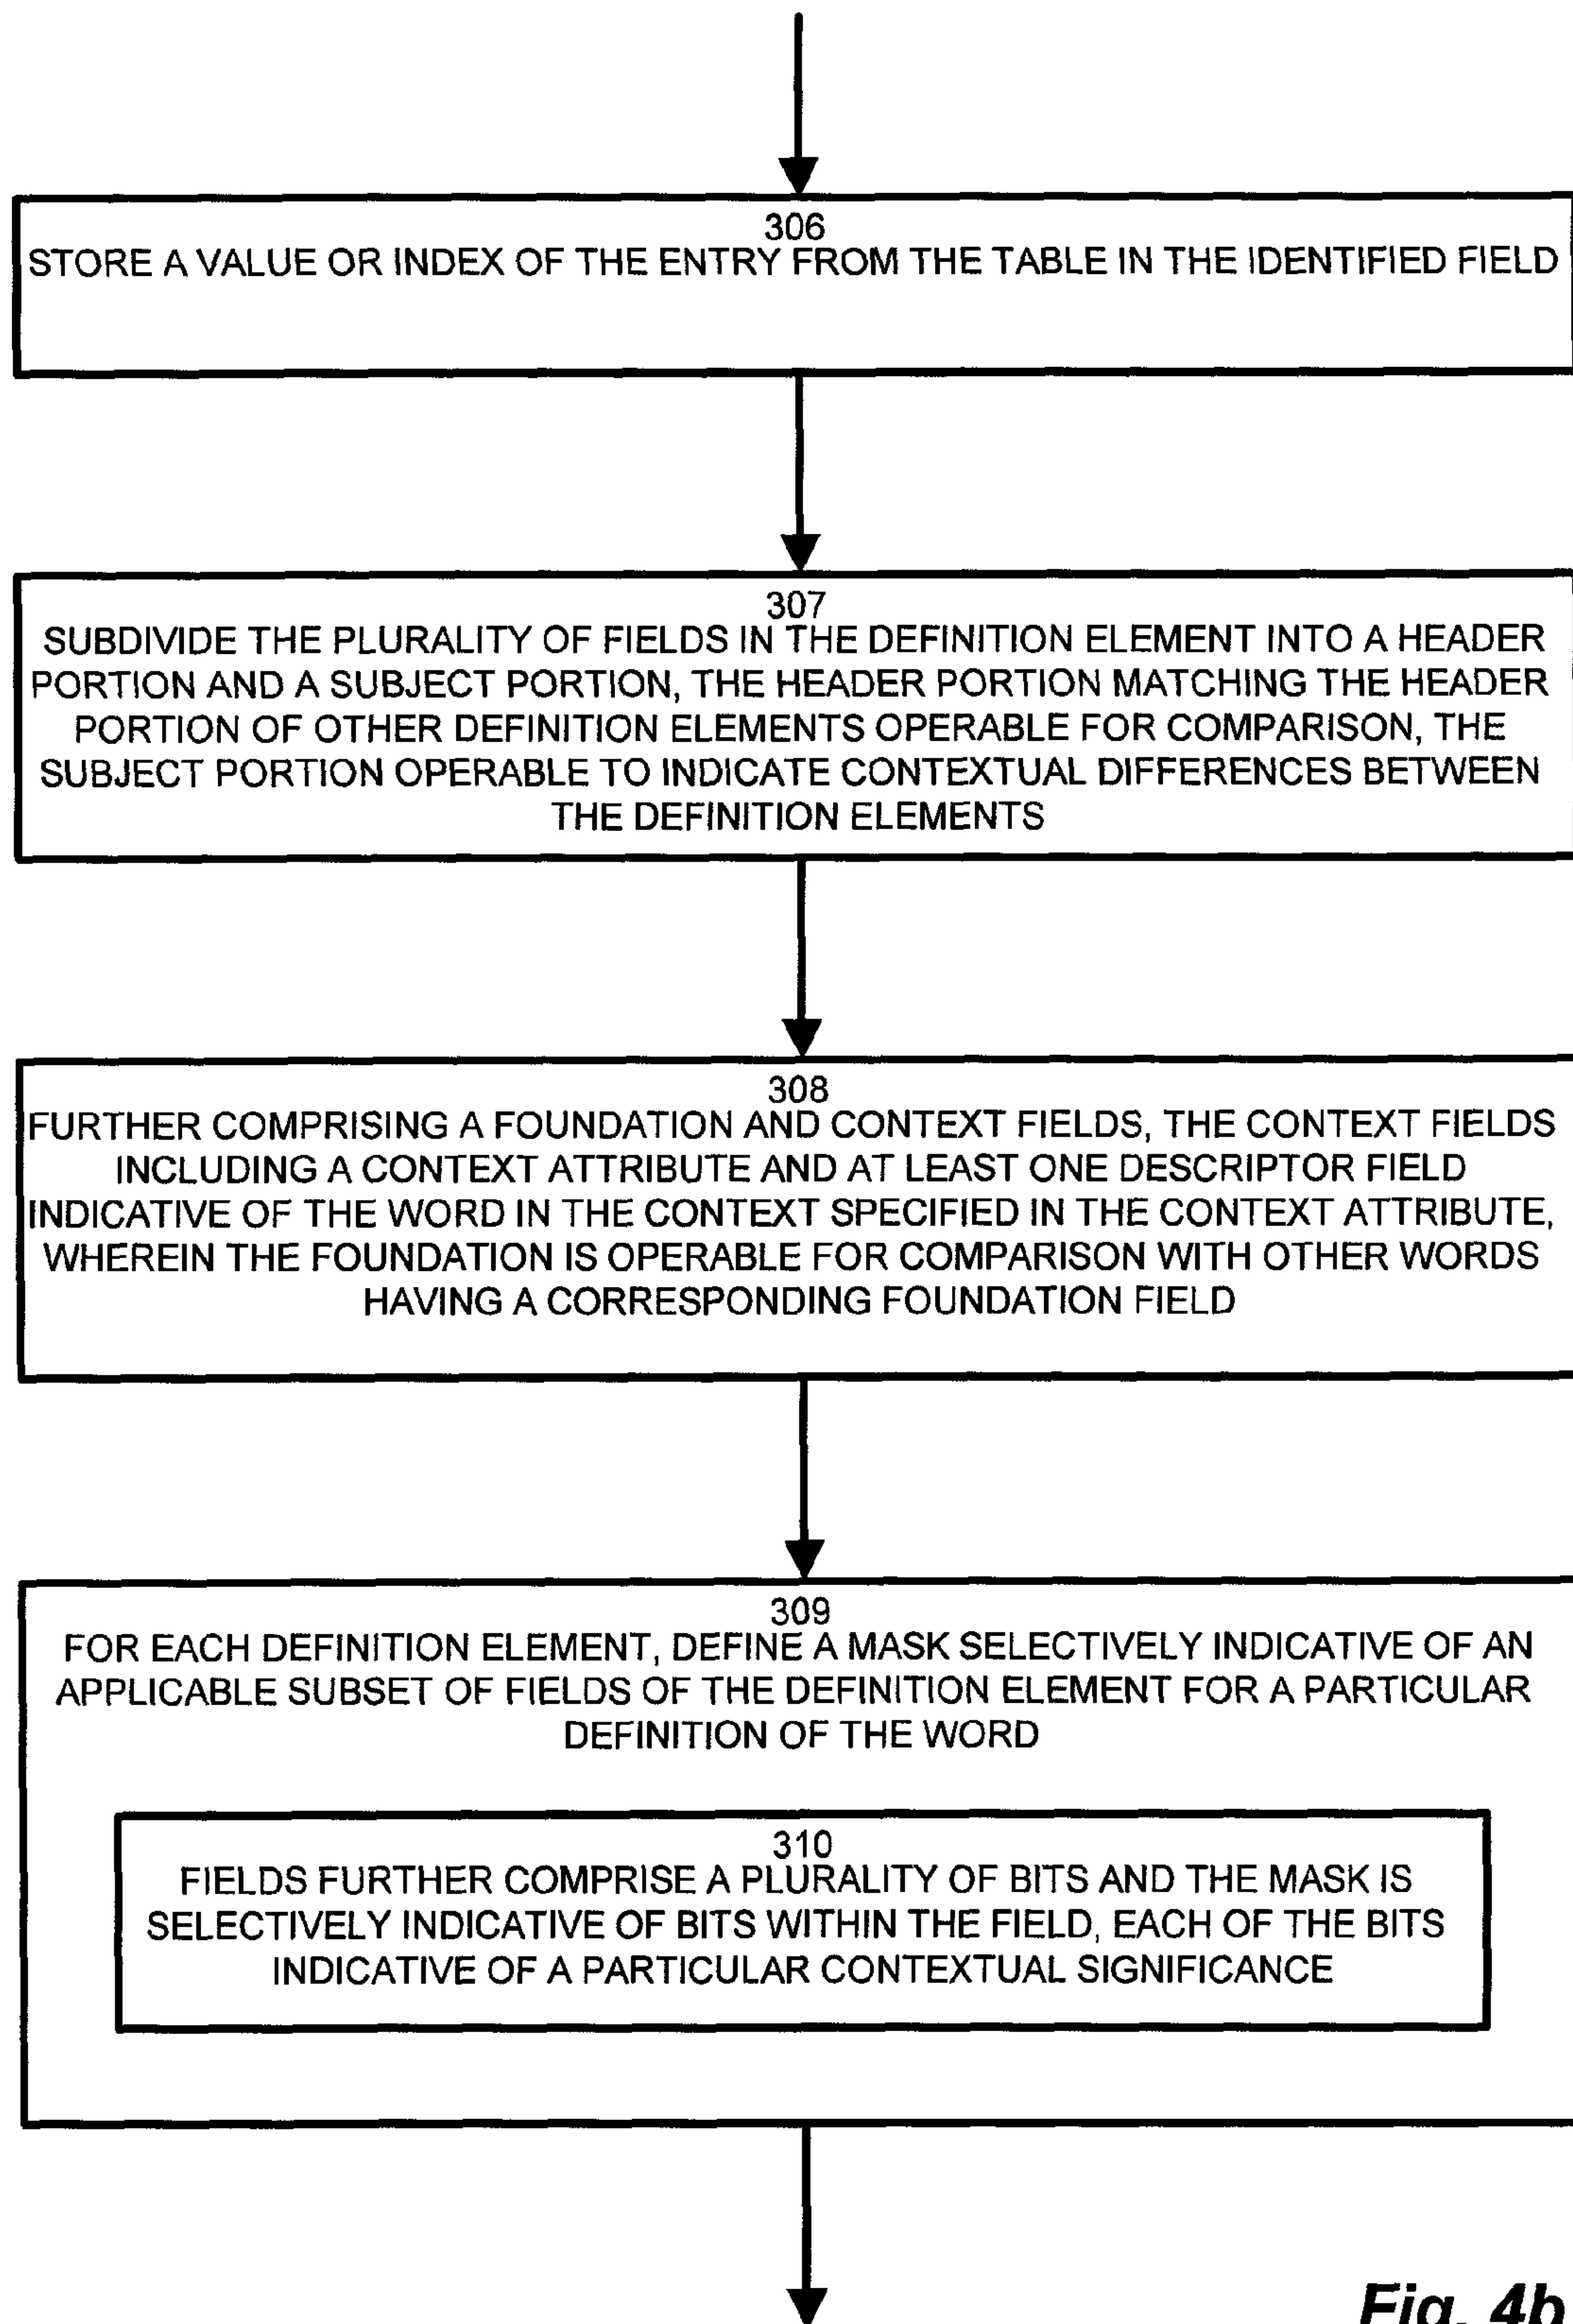 306
STORE A VALUE OR INDEX OF THE ENTRY FROM THE TABLE IN THE IDENTIFIED FIELD
307
SUBDIVIDE THE PLURALITY OF FIELDS IN THE DEFINITION ELEMENT INTO A HEADER
PORTION AND A SUBJECT PORTION, THE HEADER PORTION MATCHING THE HEADER
PORTION OF OTHER DEFINITION ELEMENTS OPERABLE FOR COMPARISON, THE
SUBJECT PORTION OPERABLE TO INDICATE CONTEXTUAL DIFFERENCES BETWEEN
THE DEFINITION ELEMENTS
308
FURTHER COMPRISING A FOUNDATION AND CONTEXT FIELDS, THE CONTEXT FIELDS
INCLUDING A CONTEXT ATTRIBUTE AND AT LEAST ONE DESCRIPTOR FIELD
INDICATIVE OF THE WORD IN THE CONTEXT SPECIFIED IN THE CONTEXT ATTRIBUTE,
WHEREIN THE FOUNDATION IS OPERABLE FOR COMPARISON WITH OTHER WORDS
HAVING A CORRESPONDING FOUNDATION FIELD
309
FOR EACH DEFINITION ELEMENT, DEFINE A MASK SELECTIVELY INDICATIVE OF AN
APPLICABLE SUBSET OF FIELDS OF THE DEFINITION ELEMENT FOR A PARTICULAR
DEFINITION OF THE WORD
310
FIELDS FURTHER COMPRISE A PLURALITY OF BITS AND THE MASK IS
SELECTIVELY INDICATIVE OF BITS WITHIN THE FIELD, EACH OF THE BITS
INDICATIVE OF A PARTICULAR CONTEXTUAL SIGNIFICANCE
Fig. 4b